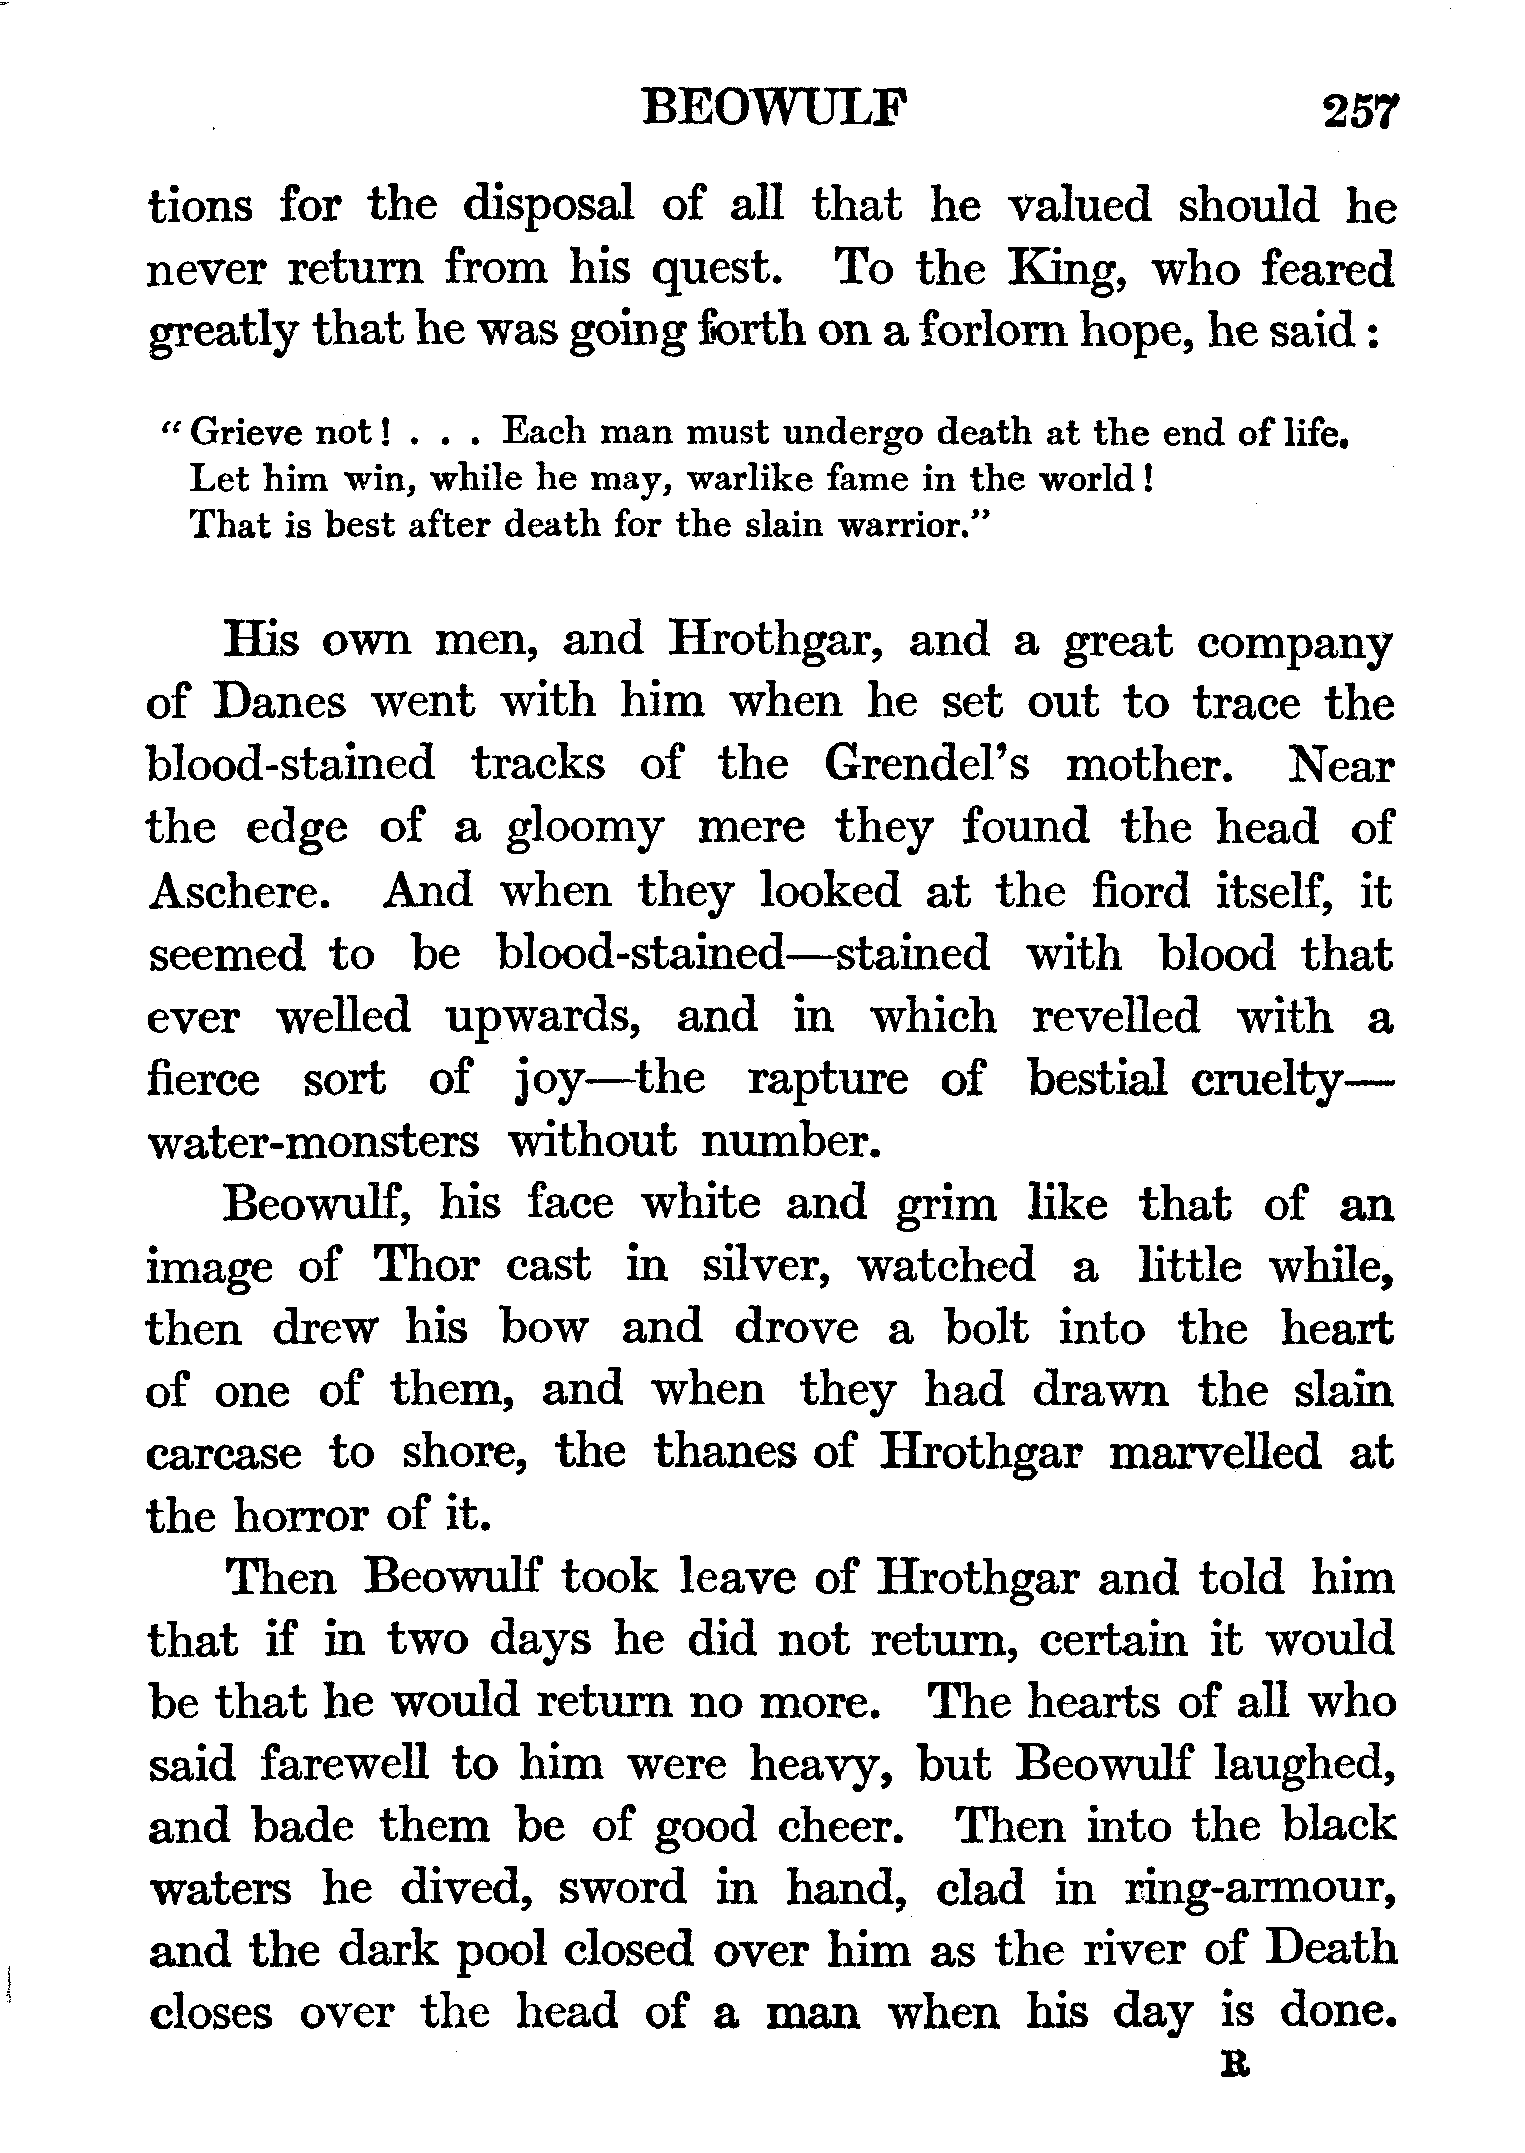 BEOWULF 257
tions for the disposal of all that he valued should he
never return from his quest. To the King, who feared
greatly that he was going forth on a forlorn hope, he said :
“ Grieve not ! . . . Each man must undergo death at the end of life.
Let him win, while he may, warlike fame in the world !
That is best after death for the slain warrior.”
His own men, and Hrothgar, and a great company
of Danes went with him when he set out to trace the
blood-stained tracks of the Grendel’s mother. Near
the edge of a gloomy mere they found the head of
Aschere. And when they looked at the fiord itself, it
seemed to be blood-stained—stained with blood that
ever welled upwards, and in which revelled with a
fierce sort of joy—the rapture of bestial cruelty—
water-monsters without number.
Beowulf, his face white and grim like that of an
image of Thor cast in silver, watched a little while,
then drew his bow and drove a bolt into the heart
of one of them, and when they had drawn the slain
carcase to shore, the thanes of Hrothgar marvelled at
the horror of it.
Then Beowulf took leave of Hrothgar and told him
that if in two days he did not return, certain it would
be that he would return no more. The hearts of all who
said farewell to him were heavy, but Beowulf laughed,
and bade them be of good cheer. Then into the black
waters he dived, sword in hand, clad in ring-armour,
and the dark pool closed over him as the river of Death
closes over the head of a man when his day is done.
R